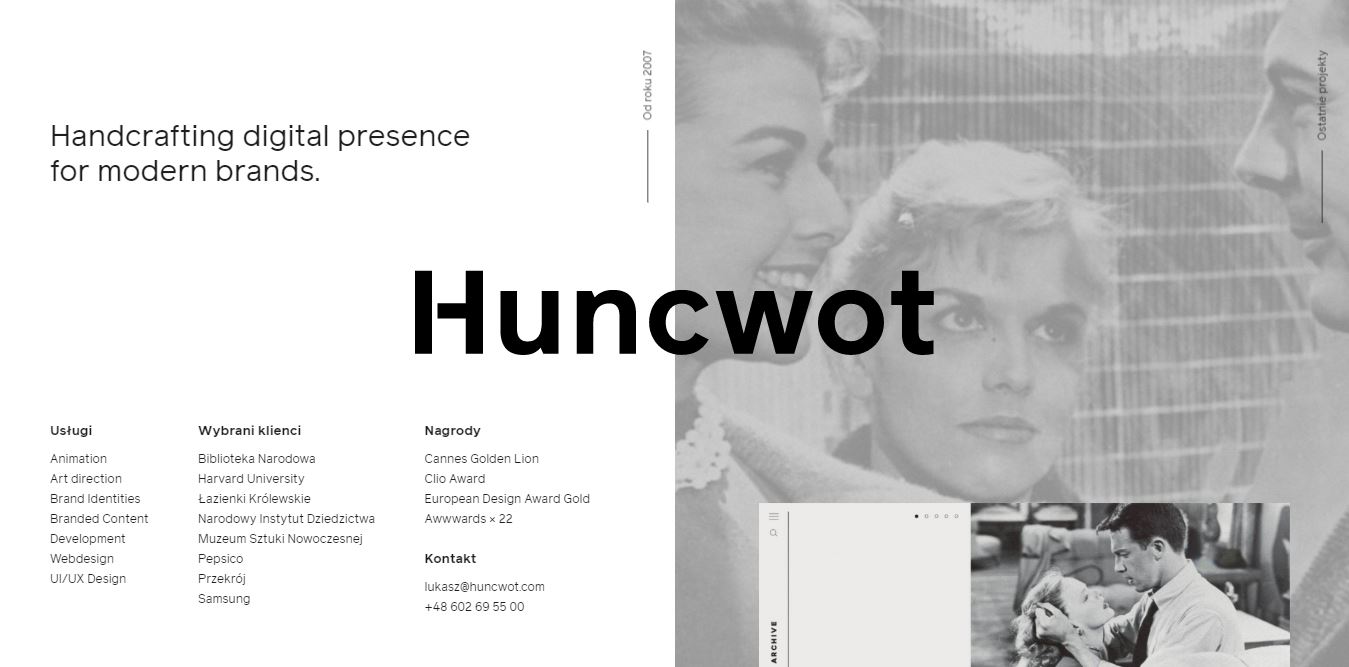 Handcrafting digital presence
for modern brands.
Od roku 2007
Ostatnie projekty
Huncwot
Usługi
Animation
Art direction
Brand Identities
Branded Content
Development
Webdesign
UI/UX Design
Wybrani klienci
Biblioteka Narodowa
Harvard University
Łazienki Królewskie
Narodowy Instytut Dziedzictwa
Muzeum Sztuki Nowoczesnej
Pepsico
Przekrój
Samsung
Nagrody
Cannes Golden Lion
Clio Award
European Design Award Gold
Awwwards × 22
Kontakt
lukasz@huncwot.com
+48 602 69 55 00
ARCHIVE